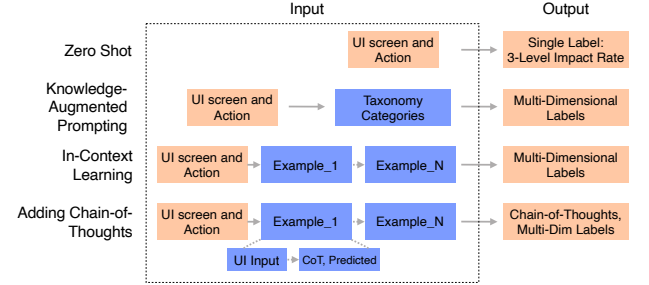 Input
Output
Zero Shot
UI screen and
Action
Single Label:
3-Level Impact Rate
Knowledge-
Augmented
Prompting
UI screen and
Action
Taxonomy
Categories
Multi-Dimensional
Labels
In-Context
Learning
UI screen and
Action
Example_1
Example_N
Multi-Dimensional
Labels
Adding Chain-of-
Thoughts
UI screen and
Action
Example_1
Example_N
Chain-of-Thoughts,
Multi-Dim Labels
UI Input
CoT, Predicted